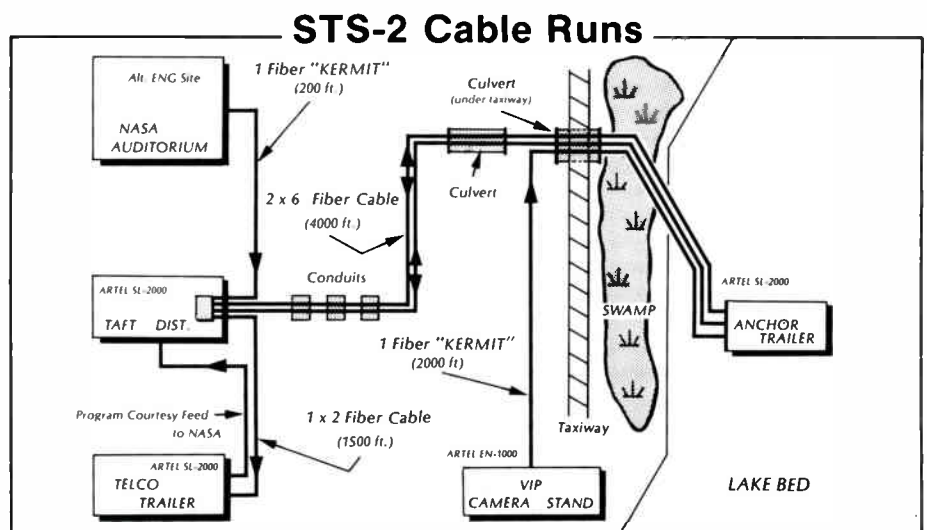 STS-2 Cable Runs
Alt. ENG Site
NASA
AUDITORIUM
1 Fiber "KERMIT"
(200 ft.)
Culvert
(under taxiway)
Culvert
2 x 6 Fiber Cable
(4000 ft.)
Conduits
ARTEL SL-2000
TAFT DIST.
1 Fiber "KERMIT"
(2000 ft)
SWAMP
ARTEL SL-2000
ANCHOR
TRAILER
Program Courtesy Feed
to NASA
1 x 2 Fiber Cable
(1500 ft.)
Taxiway
ARTEL SL-2000
TELCO
TRAILER
ARTEL EN-1000
VIP
CAMERA STAND
LAKE BED